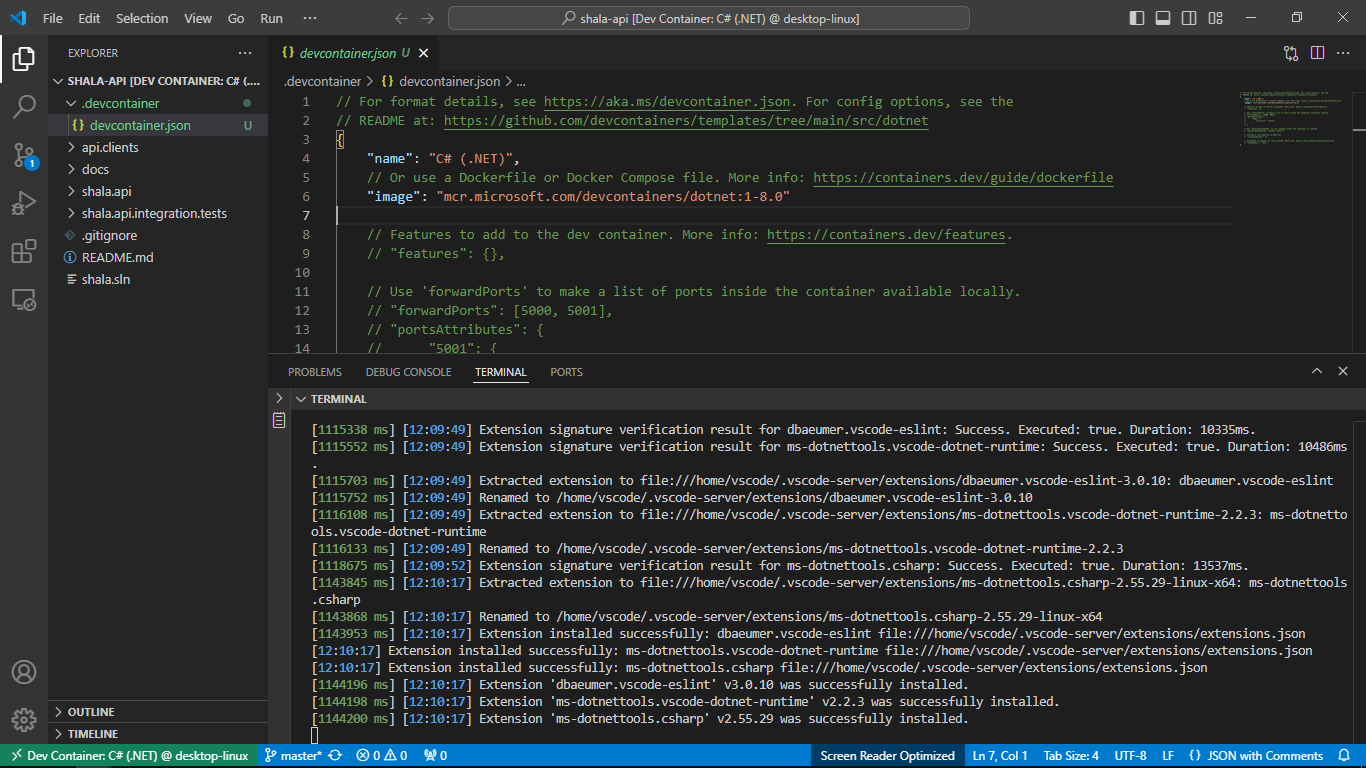 File Edit Selection View Go Run ···
shala-api [Dev Container: C# (.NET) @ desktop-linux]
EXPLORER ···
SHALA-API [DEV CONTAINER: C# (....
.devcontainer
{} devcontainer.json U
api.clients
docs
shala.api
shala.api.integration.tests
.gitignore
README.md
shala.sln
OUTLINE
TIMELINE
1
{} devcontainer.json U
.devcontainer > {} devcontainer.json > ...
1 // For format details, see https://aka.ms/devcontainer.json. For config options, see the
2 // README at: https://github.com/devcontainers/templates/tree/main/src/dotnet
3 {
4 "name": "C# (.NET)",
5 // Or use a Dockerfile or Docker Compose file. More info: https://containers.dev/guide/dockerfile
6 "image": "mcr.microsoft.com/devcontainers/dotnet:1-8.0"
7
8 // Features to add to the dev container. More info: https://containers.dev/features.
9 // "features": {},
10
11 // Use 'forwardPorts' to make a list of ports inside the container available locally.
12 // "forwardPorts": [5000, 5001],
13 // "portsAttributes": {
14 // "5001": {
PROBLEMS DEBUG CONSOLE TERMINAL PORTS
TERMINAL
[1115338 ms] [12:09:49] Extension signature verification result for dbaeumer.vscode-eslint: Success. Executed: true. Duration: 10335ms.
[1115552 ms] [12:09:49] Extension signature verification result for ms-dotnettools.vscode-dotnet-runtime: Success. Executed: true. Duration: 10486ms
.
[1115703 ms] [12:09:49] Extracted extension to file:///home/vscode/.vscode-server/extensions/dbaeumer.vscode-eslint-3.0.10: dbaeumer.vscode-eslint
[1115752 ms] [12:09:49] Renamed to /home/vscode/.vscode-server/extensions/dbaeumer.vscode-eslint-3.0.10
[1116108 ms] [12:09:49] Extracted extension to file:///home/vscode/.vscode-server/extensions/ms-dotnettools.vscode-dotnet-runtime-2.2.3: ms-dotnetto
ols.vscode-dotnet-runtime
[1116133 ms] [12:09:49] Renamed to /home/vscode/.vscode-server/extensions/ms-dotnettools.vscode-dotnet-runtime-2.2.3
[1118675 ms] [12:09:52] Extension signature verification result for ms-dotnettools.csharp: Success. Executed: true. Duration: 13537ms.
[1143845 ms] [12:10:17] Extracted extension to file:///home/vscode/.vscode-server/extensions/ms-dotnettools.csharp-2.55.29-linux-x64: ms-dotnettools
.csharp
[1143868 ms] [12:10:17] Renamed to /home/vscode/.vscode-server/extensions/ms-dotnettools.csharp-2.55.29-linux-x64
[1143953 ms] [12:10:17] Extension installed successfully: dbaeumer.vscode-eslint file:///home/vscode/.vscode-server/extensions/extensions.json
[12:10:17] Extension installed successfully: ms-dotnettools.vscode-dotnet-runtime file:///home/vscode/.vscode-server/extensions/extensions.json
[12:10:17] Extension installed successfully: ms-dotnettools.csharp file:///home/vscode/.vscode-server/extensions/extensions.json
[1144196 ms] [12:10:17] Extension 'dbaeumer.vscode-eslint' v3.0.10 was successfully installed.
[1144198 ms] [12:10:17] Extension 'ms-dotnettools.vscode-dotnet-runtime' v2.2.3 was successfully installed.
[1144200 ms] [12:10:17] Extension 'ms-dotnettools.csharp' v2.55.29 was successfully installed.
Dev Container: C# (.NET) @ desktop-linux master* 0 0 0 Screen Reader Optimized Ln 7, Col 1 Tab Size: 4 UTF-8 LF {} JSON with Comments